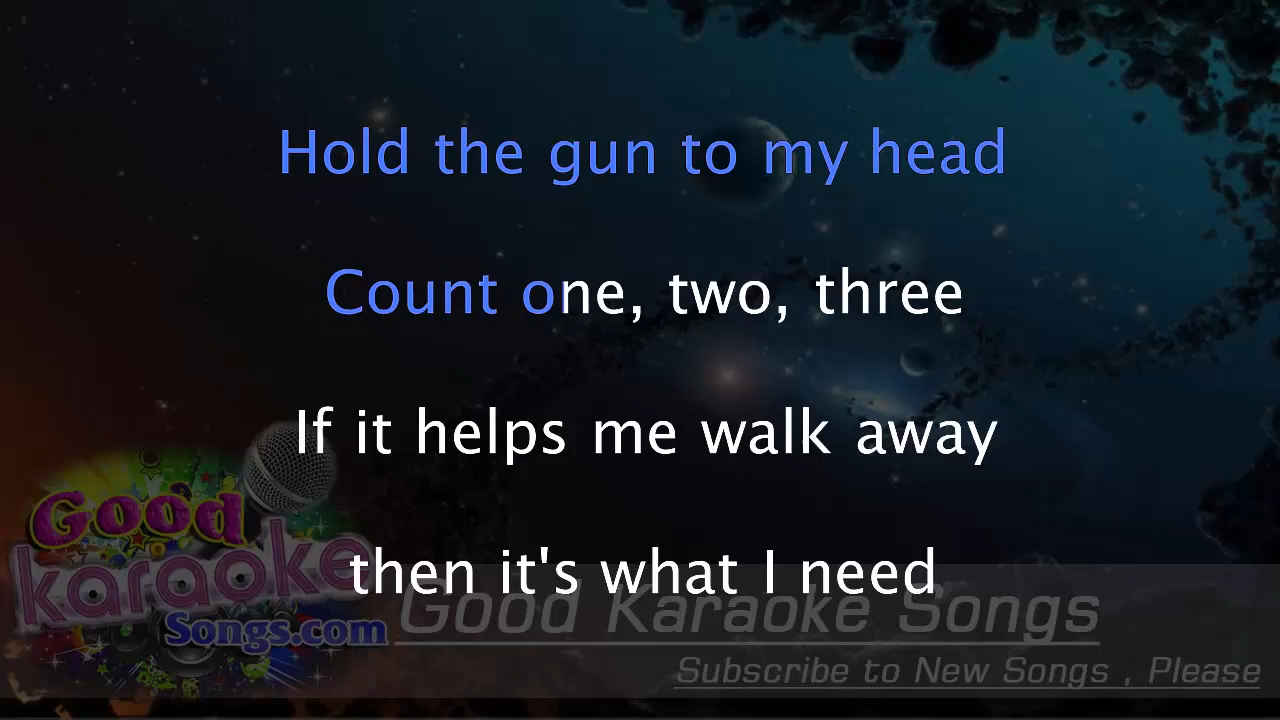 Hold the gun to my head
Count one, two, three
If it helps me walk away
then it's what I need
Good
karaoke
Songs.com
Good Karaoke Songs
Subscribe to New Songs , Please